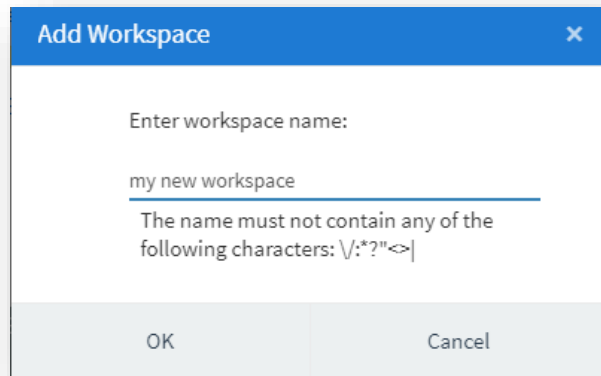 Add Workspace
Enter workspace name:
my new workspace
The name must not contain any of the
following characters: \/:*?"<>|
OK
Cancel